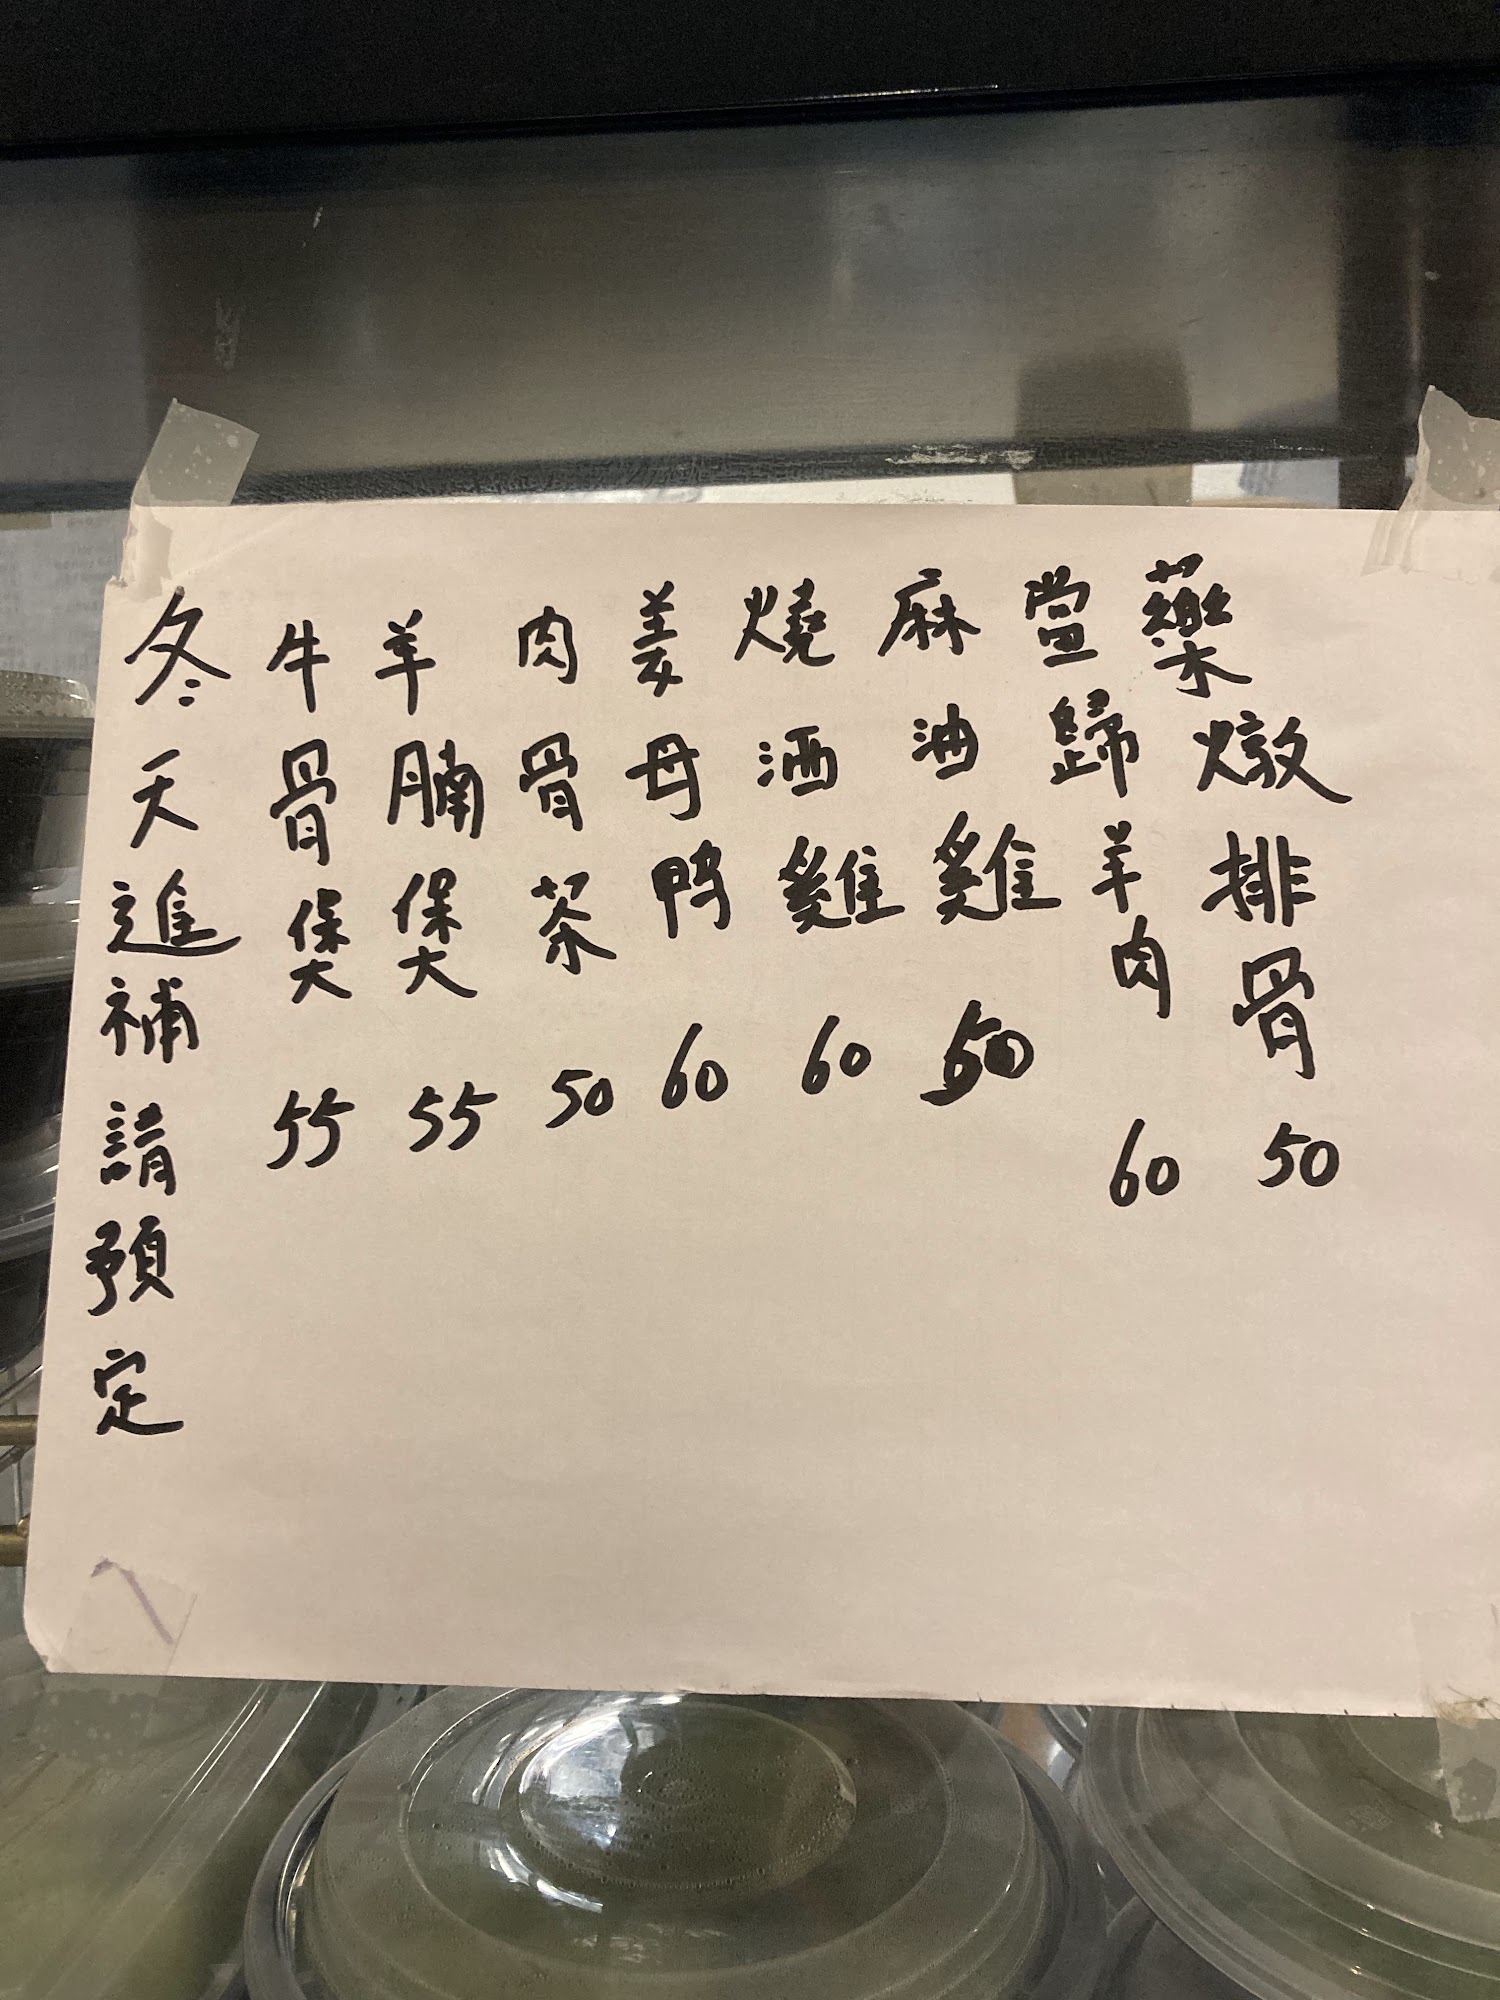 藥燉排骨 50
當歸羊肉 60
麻油雞 50
燒酒雞 60
姜母鴨 60
肉骨茶 50
羊腩煲 55
牛骨煲 55
冬天進補請預定